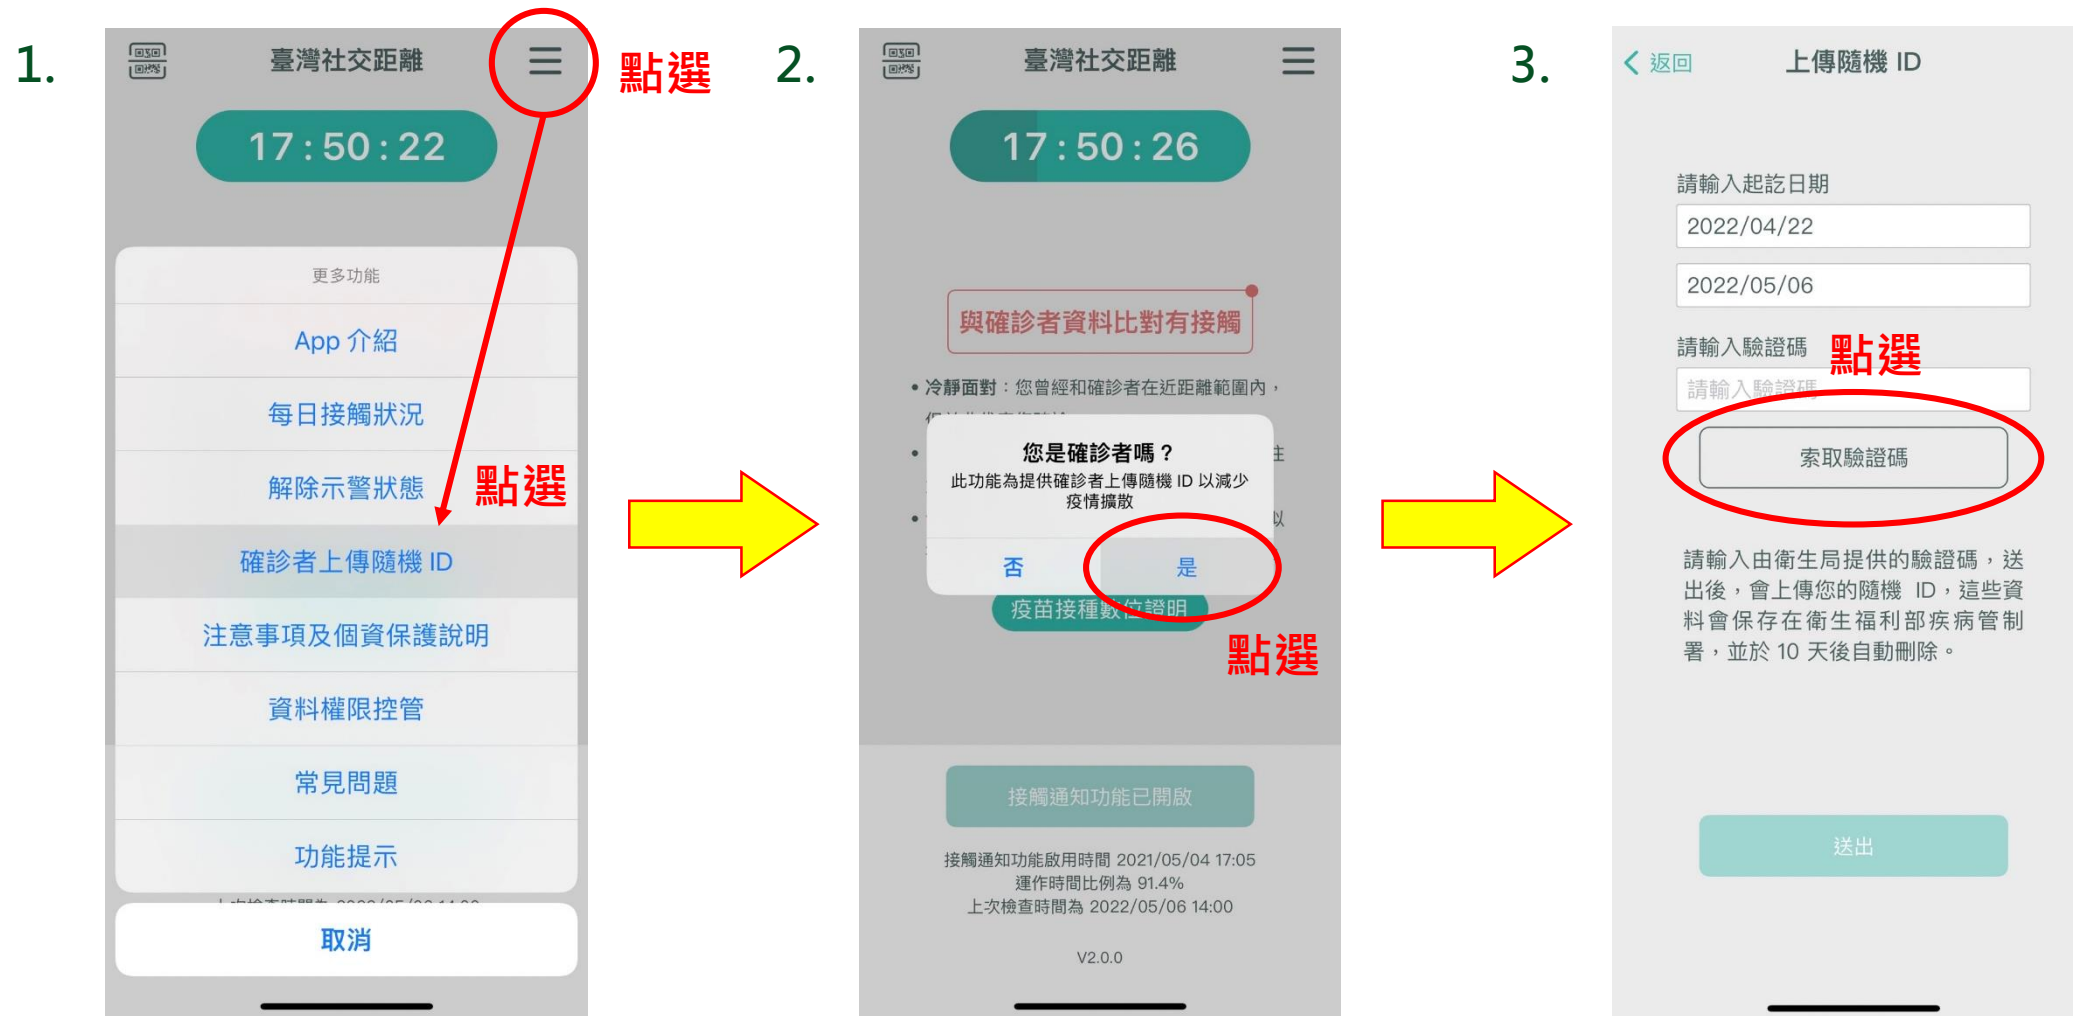 1.
臺灣社交距離
點選
17:50:22
更多功能
App 介紹
每日接觸狀況
解除示警狀態
點選
確診者上傳隨機 ID
注意事項及個資保護說明
資料權限控管
常見問題
功能提示
取消
2.
臺灣社交距離
17:50:26
與確診者資料比對有接觸
• 冷靜面對：您曾經和確診者在近距離範圍內，
您是確診者嗎？
此功能為提供確診者上傳隨機 ID 以減少
疫情擴散
否
是
疫苗接種數位證明
點選
接觸通知功能已開啟
接觸通知功能啟用時間 2021/05/04 17:05
運作時間比例為 91.4%
上次檢查時間為 2022/05/06 14:00
V2.0.0
3.
返回
上傳隨機 ID
請輸入起訖日期
2022/04/22
2022/05/06
請輸入驗證碼
點選
請輸入驗證碼
索取驗證碼
請輸入由衛生局提供的驗證碼，送
出後，會上傳您的隨機 ID，這些資
料會保存在衛生福利部疾病管制
署，並於 10 天後自動刪除。
送出